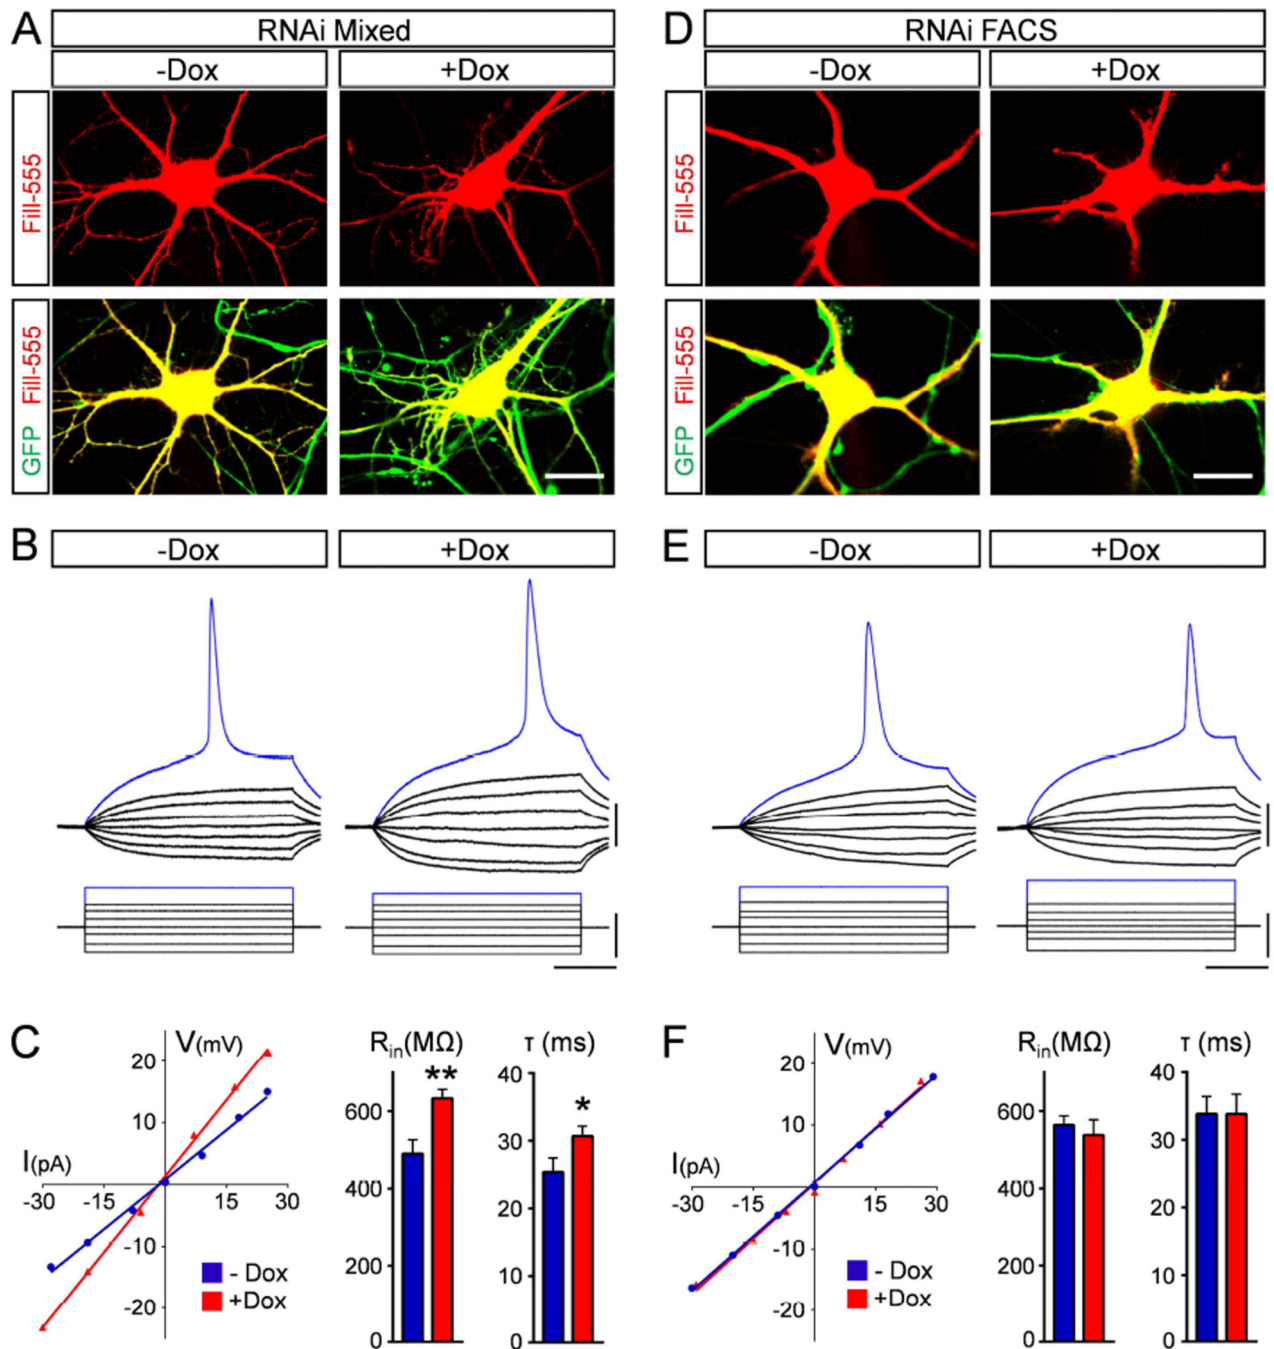 A
RNAi Mixed
-Dox
+Dox
Fill-555
GFP Fill-555
B
-Dox
+Dox
C
V(mV)
I(pA)
20
10
-10
-20
-30
-15
15
30
- Dox
+Dox
Rin(MΩ)
**
600
400
200
0
τ (ms)
*
40
30
20
10
0
D
RNAi FACS
-Dox
+Dox
Fill-555
GFP Fill-555
E
-Dox
+Dox
F
V(mV)
I(pA)
20
10
-10
-20
-30
-15
15
30
- Dox
+Dox
Rin(MΩ)
600
400
200
0
τ (ms)
40
30
20
10
0